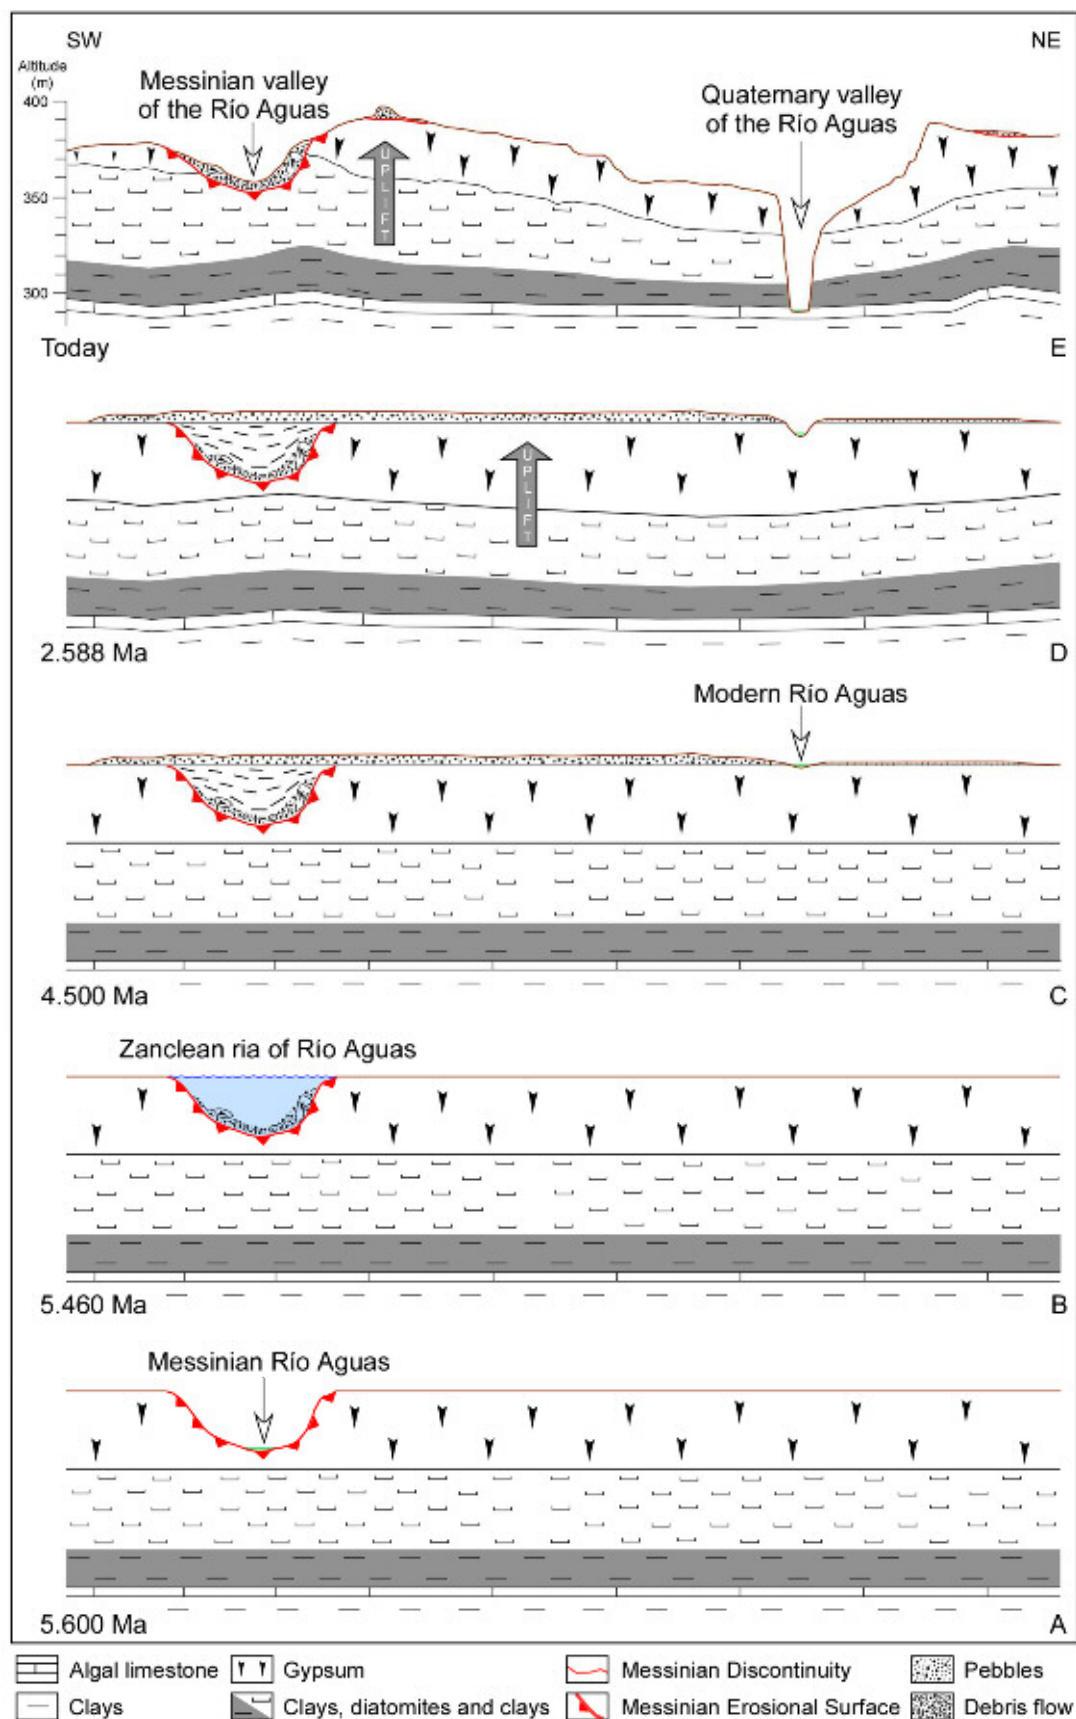 SW
NE
Altitude
(m)
400
350
300
Messinian valley
of the Río Aguas
Quaternary valley
of the Río Aguas
UPLIFT
Today
E
UPLIFT
2.588 Ma
D
Modern Río Aguas
4.500 Ma
C
Zanclean ria of Río Aguas
5.460 Ma
B
Messinian Río Aguas
5.600 Ma
A
Algal limestone
Gypsum
Messinian Discontinuity
Pebbles
Clays
Clays, diatomites and clays
Messinian Erosional Surface
Debris flow